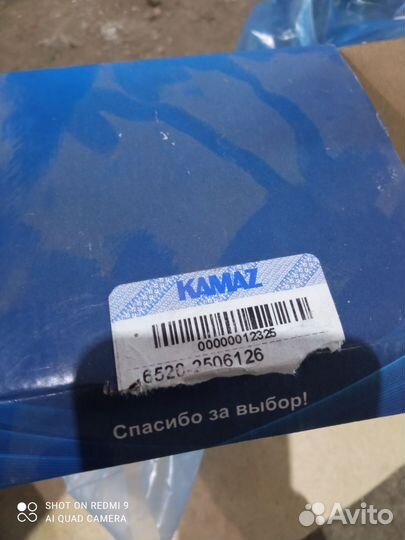 KAMAZ
00000012325
6520-2506126
Спасибо за выбор!
SHOT ON REDMI 9
AI QUAD CAMERA
Avito